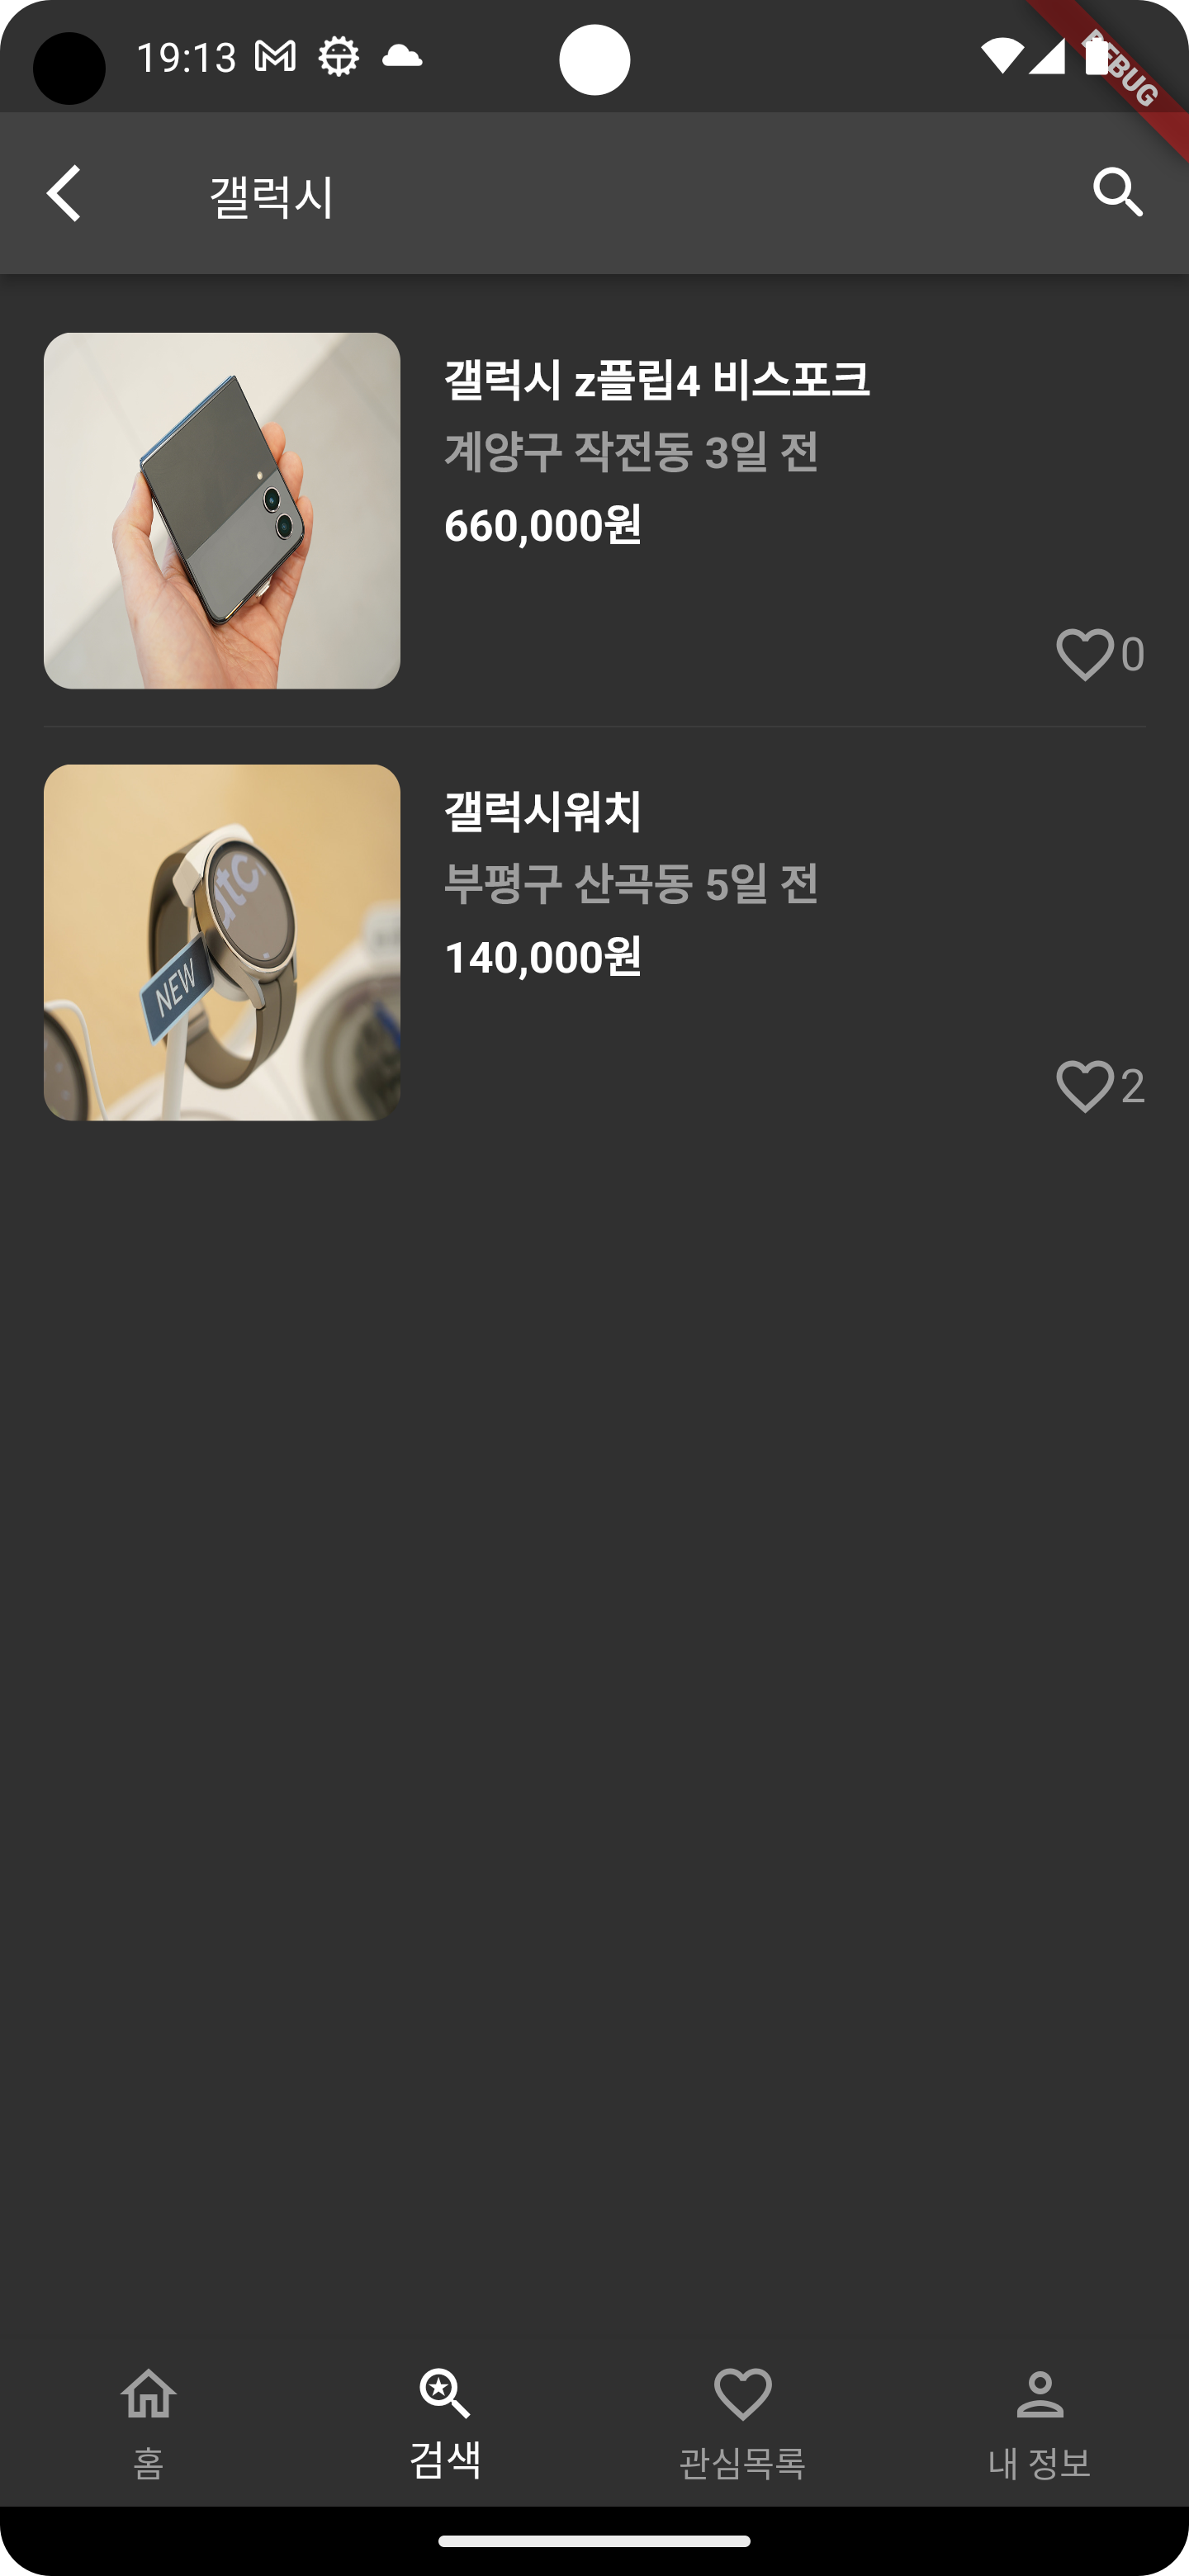 19:13
DEBUG
갤럭시
갤럭시 z플립4 비스포크
계양구 작전동 3일 전
660,000원
0
NEW
갤럭시워치
부평구 산곡동 5일 전
140,000원
2
홈
검색
관심목록
내 정보